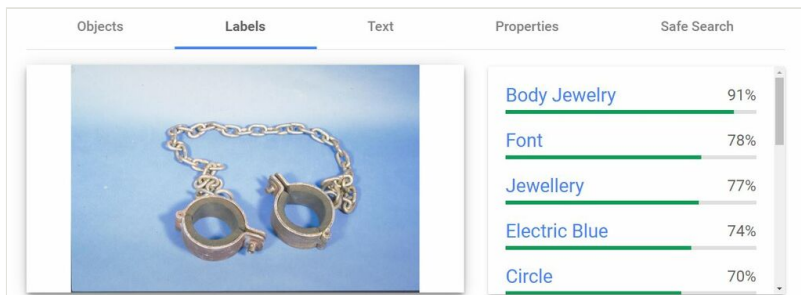 Objects Labels Text Properties Safe Search
Body Jewelry 91%
Font 78%
Jewellery 77%
Electric Blue 74%
Circle 70%